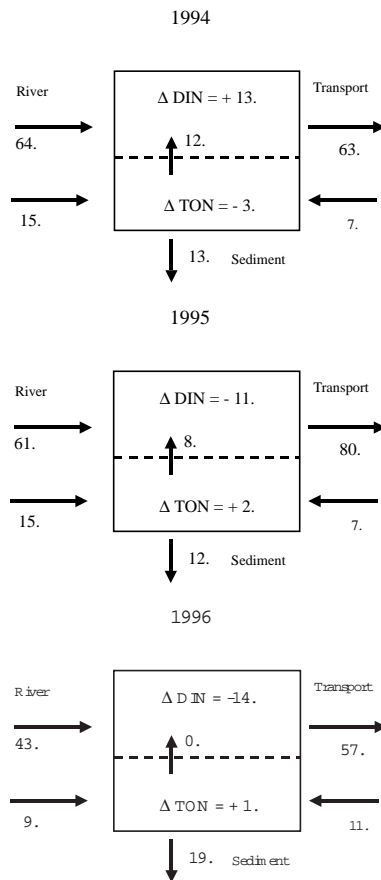 1994
River
Δ DIN = + 13.
Transport
64.
12.
63.
15.
Δ TON = - 3.
7.
13. Sediment
1995
River
Δ DIN = - 11.
Transport
61.
8.
80.
15.
Δ TON = + 2.
7.
12. Sediment
1996
River
Δ DIN = -14.
Transport
43.
0.
57.
9.
Δ TON = + 1.
11.
19. Sediment